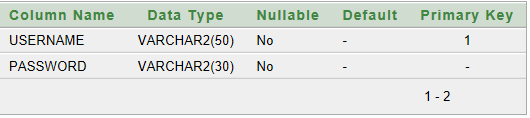 Column Name Data Type Nullable Default Primary Key
USERNAME VARCHAR2(50) No - 1
PASSWORD VARCHAR2(30) No - -
1 - 2